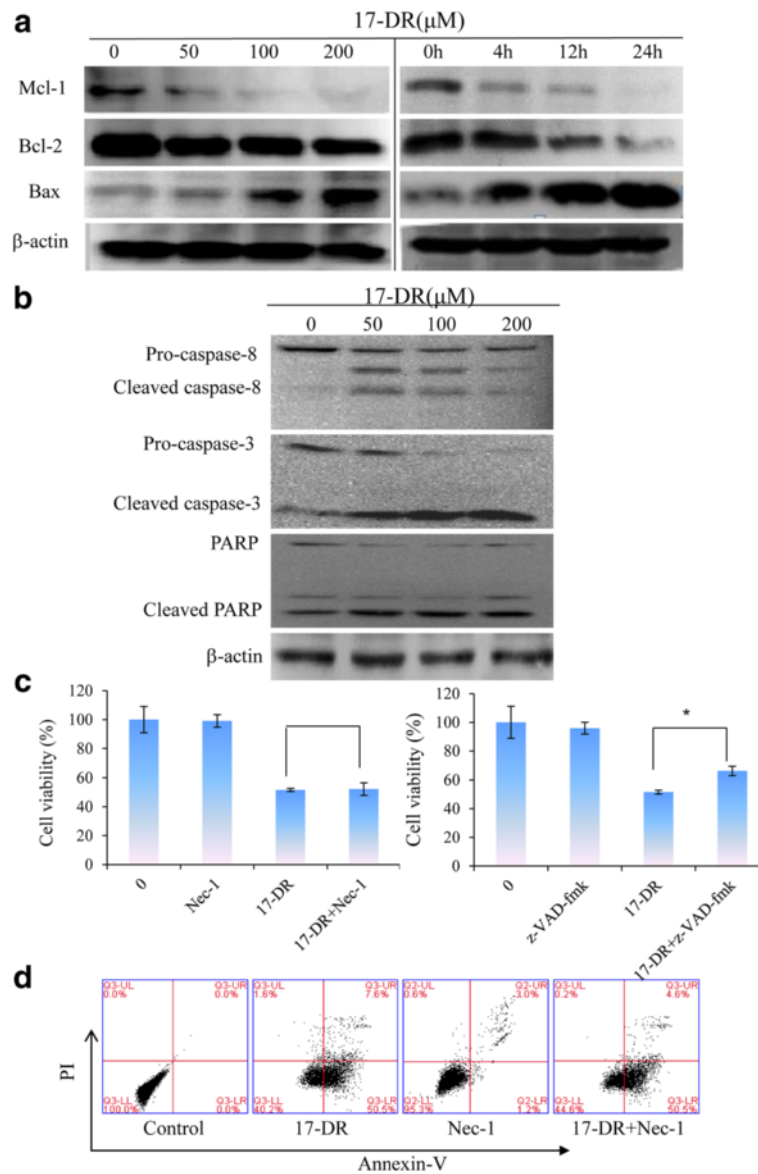 a
17-DR(μM)
0 50 100 200 0h 4h 12h 24h
Mcl-1
Bcl-2
Bax
β-actin
b
17-DR(μM)
0 50 100 200
Pro-caspase-8
Cleaved caspase-8
Pro-caspase-3
Cleaved caspase-3
PARP
Cleaved PARP
β-actin
c
Cell viability (%)
120
100
80
60
40
20
0
0 Nec-1 17-DR 17-DR+Nec-1
Cell viability (%)
120
100
80
60
40
20
0
*
0 z-VAD-fmk 17-DR 17-DR+z-VAD-fmk
d
PI
Q3-UL Q3-UR Q3-UL Q3-UR Q2-UL Q2-UR Q3-UL Q3-UR
0.0% 0.0% 1.6% 7.6% 0.6% 3.0% 0.2% 4.6%
Q3-LL Q3-LR Q3-LL Q3-LR Q2-LL Q2-LR Q3-LL Q3-LR
100.0% 0.0% 40.2% 50.5% 95.3% 1.2% 44.6% 50.5%
Control 17-DR Nec-1 17-DR+Nec-1
Annexin-V